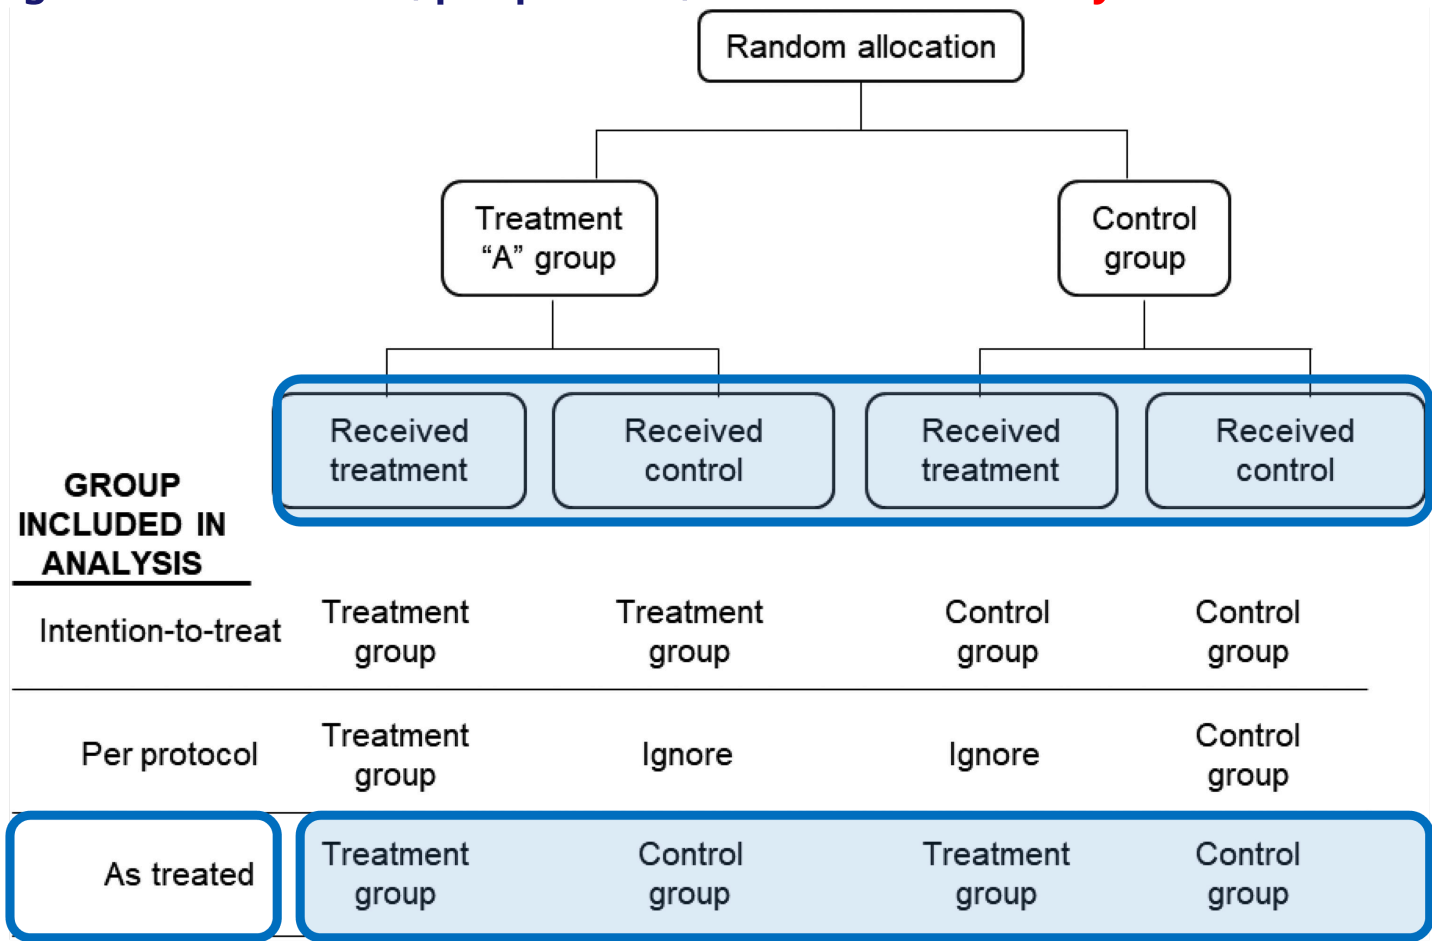 Random allocation
Treatment
“A” group
Control
group
Received
treatment
Received
control
Received
treatment
Received
control
GROUP
INCLUDED IN
ANALYSIS
Intention-to-treat
Treatment
group
Treatment
group
Control
group
Control
group
Per protocol
Treatment
group
Ignore
Ignore
Control
group
As treated
Treatment
group
Control
group
Treatment
group
Control
group